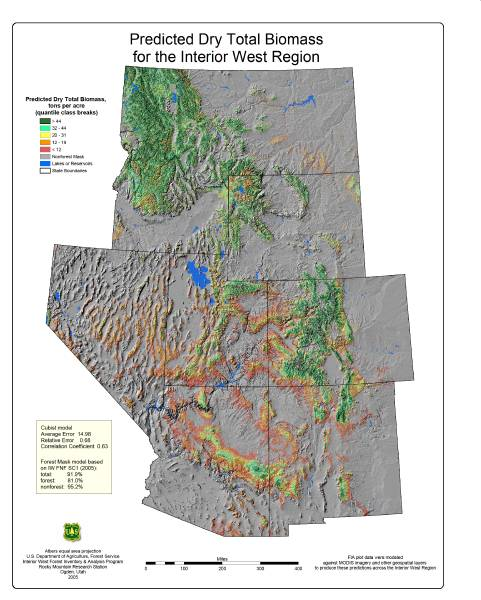 Predicted Dry Total Biomass
for the Interior West Region
Predicted Dry Total Biomass,
tons per acre
(quantile class breaks)
> 44
32 - 44
20 - 31
12 - 19
< 12
Nonforest Mask
Lakes or Reservoirs
State Boundaries
Cubist model
Average Error 14.98
Relative Error 0.66
Correlation Coefficient 0.63
Forest Mask model based
on IW FNF SC1 (2005):
total: 91.9%
forest: 81.0%
nonforest: 95.2%
Albers equal area projection
U.S. Department of Agriculture, Forest Service
Interior West Forest Inventory & Analysis Program
Rocky Mountain Research Station
Ogden, Utah
2005
Miles
0 100 200 300 400
FIA plot data were modeled
against MODIS imagery and other geospatial layers
to produce these predictions across the Interior West Region